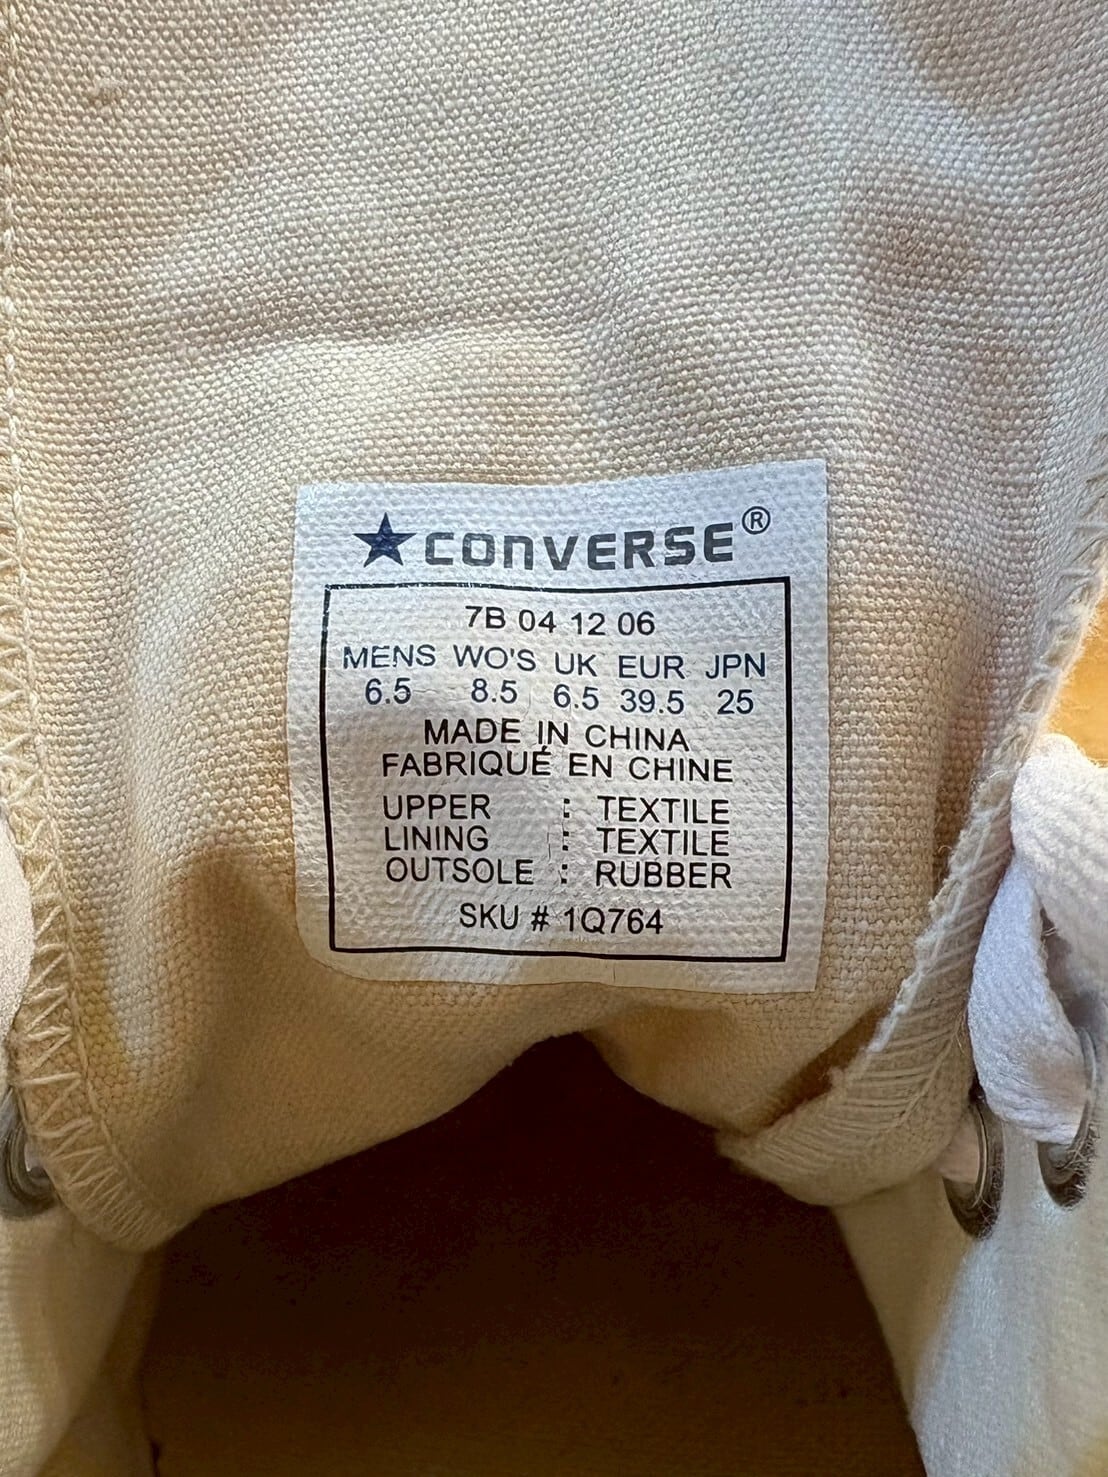 ★CONVERSE®
7B 04 12 06
MENS WO'S UK EUR JPN
6.5 8.5 6.5 39.5 25
MADE IN CHINA
FABRIQUÉ EN CHINE
UPPER : TEXTILE
LINING : TEXTILE
OUTSOLE : RUBBER
SKU # 1Q764